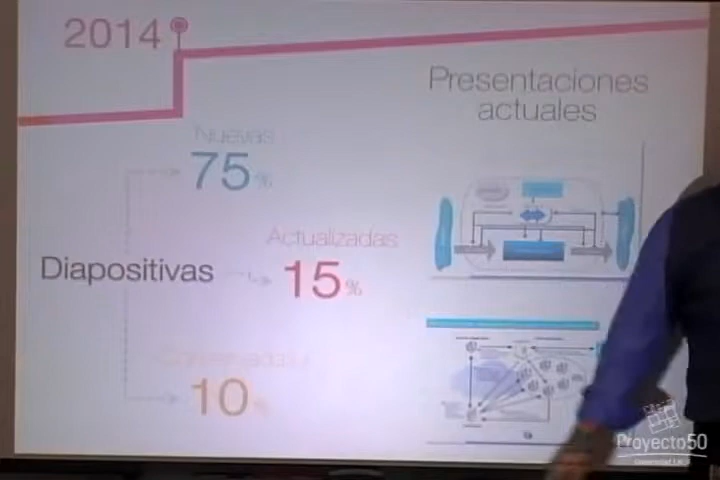 2014
Presentaciones
actuales
Nuevas
75%
Actualizadas
Diapositivas
15%
10%
Proyecto50